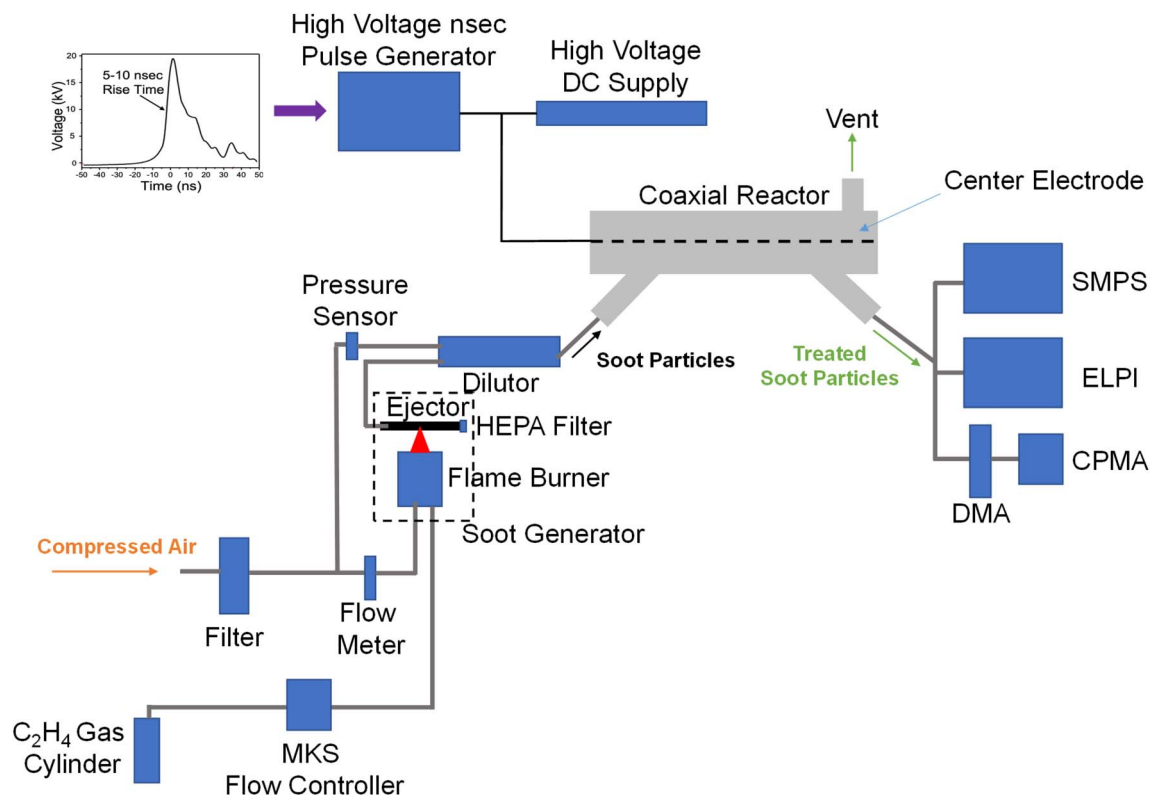 High Voltage nsec
Pulse Generator
High Voltage
DC Supply
20
15
10
5
0
Voltage (kV)
5-10 nsec
Rise Time
-50 -40 -30 -20 -10 0 10 20 30 40 50
Time (ns)
Vent
Coaxial Reactor
Center Electrode
Pressure
Sensor
SMPS
Soot Particles
Treated
Soot Particles
Dilutor
ELPI
Ejector
HEPA Filter
Flame Burner
CPMA
DMA
Soot Generator
Compressed Air
Filter
Flow
Meter
C₂H₄ Gas
Cylinder
MKS
Flow Controller